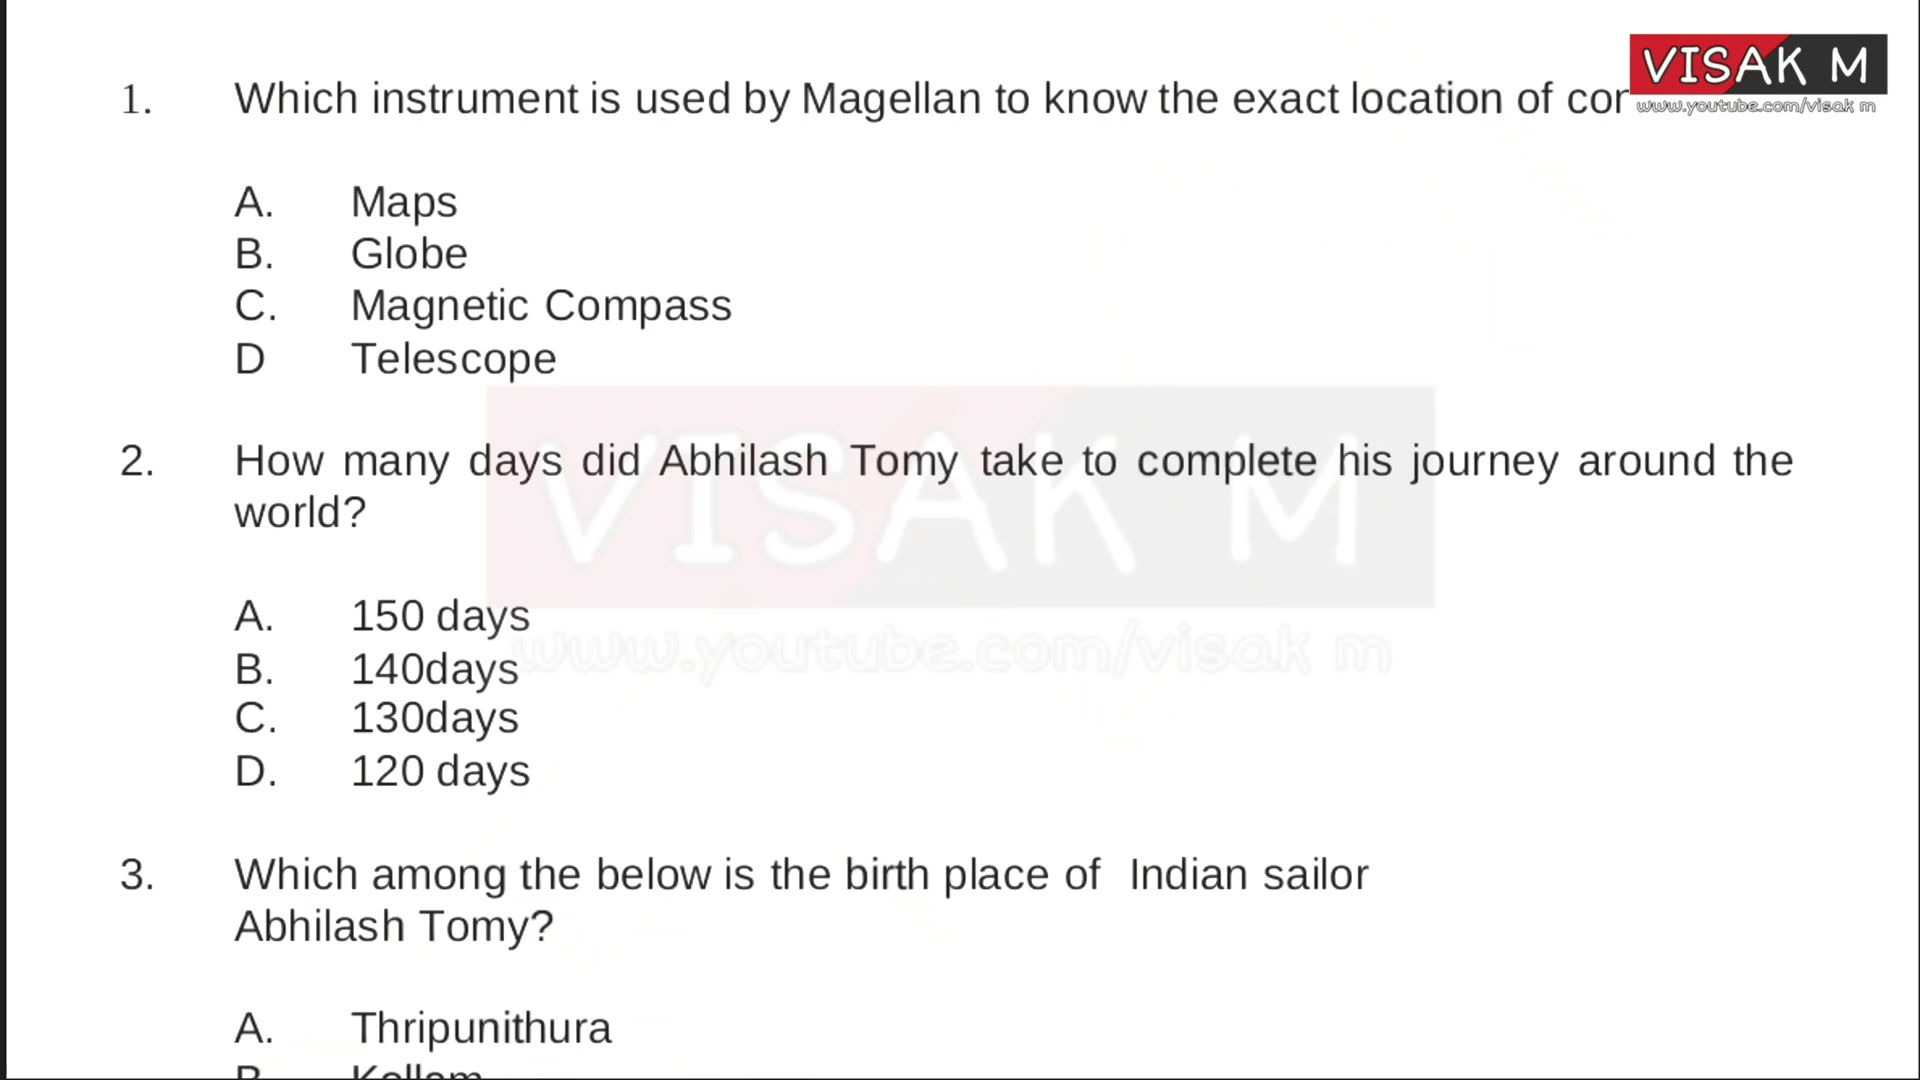 VISAK M
www.youtube.com/visak m
1. Which instrument is used by Magellan to know the exact location of
A. Maps
B. Globe
C. Magnetic Compass
D Telescope
2. How many days did Abhilash Tomy take to complete his journey around the
world?
VISAK M
www.youtube.com/visak m
A. 150 days
B. 140days
C. 130days
D. 120 days
3. Which among the below is the birth place of Indian sailor
Abhilash Tomy?
A. Thripunithura
B. Kollam